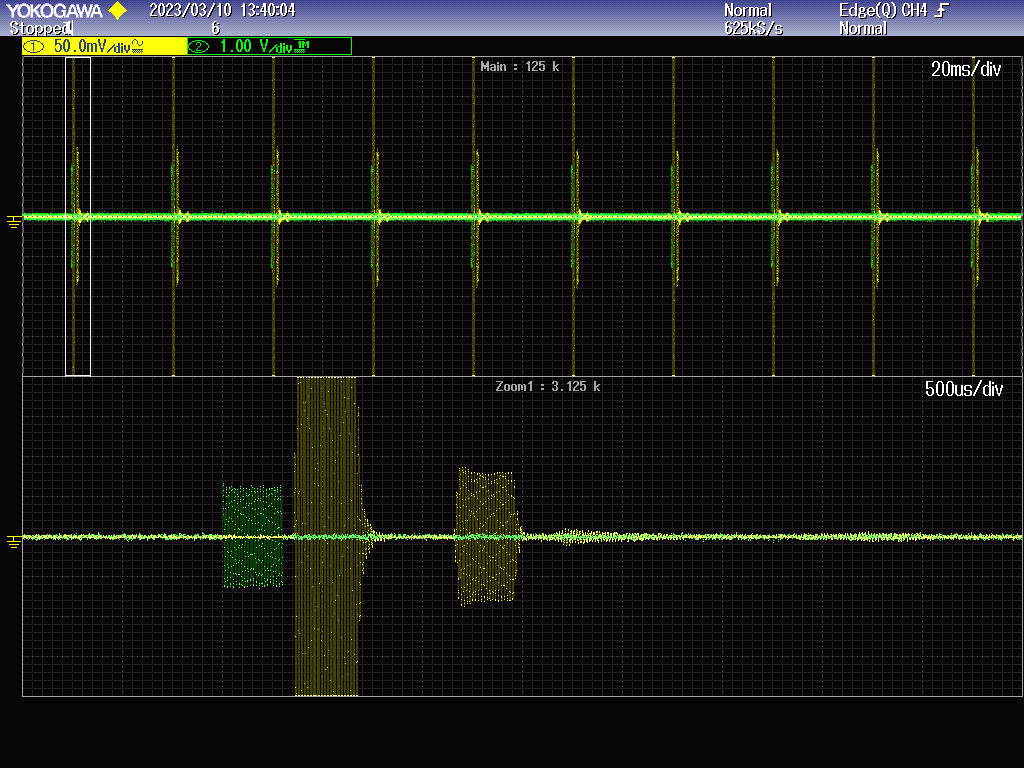 YOKOGAWA 2023/03/10 13:40:04 Normal Edge(Q) CH4
Stopped 6 625kS/s Normal
1 50.0mV/div 2 1.00 V/div 1M
Main : 125 k 20ms/div
Zoom1 : 3.125 k 500us/div